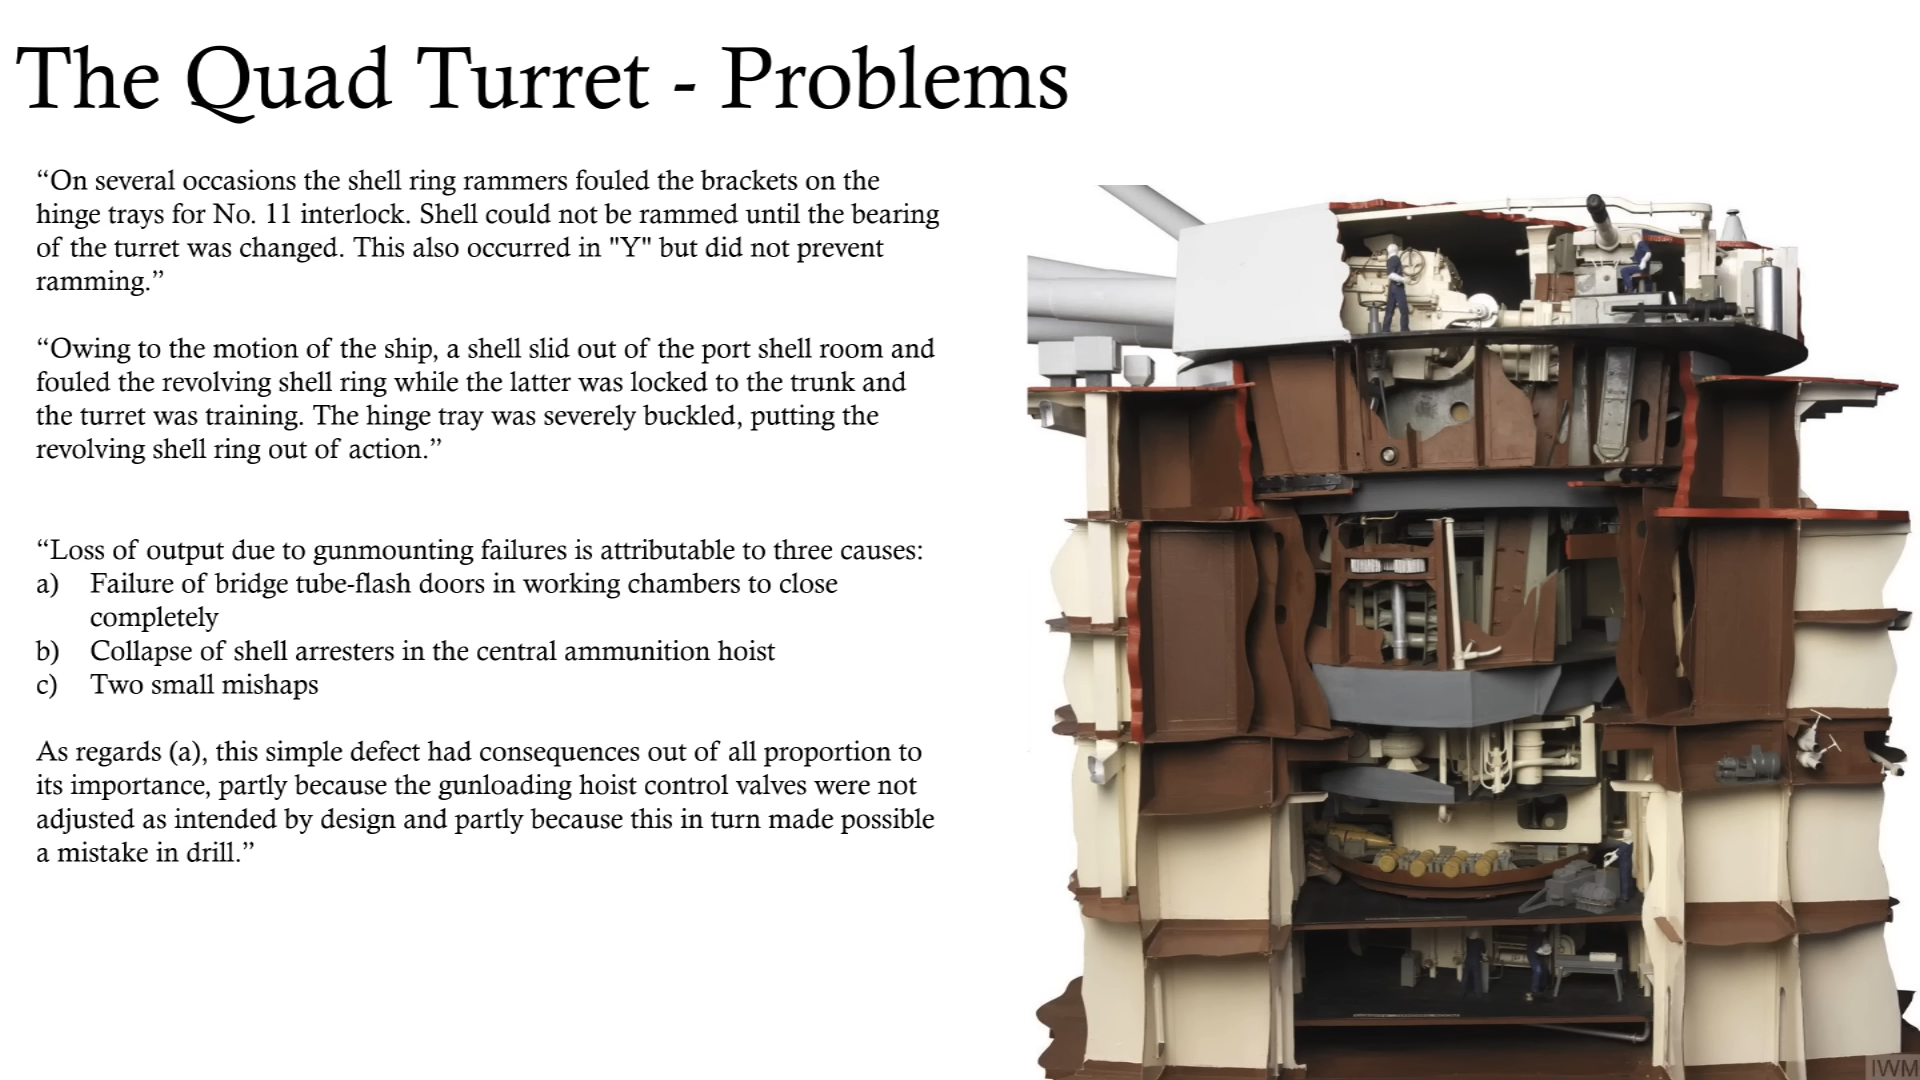 The Quad Turret - Problems
“On several occasions the shell ring rammers fouled the brackets on the
hinge trays for No. 11 interlock. Shell could not be rammed until the bearing
of the turret was changed. This also occurred in "Y" but did not prevent
ramming.”
“Owing to the motion of the ship, a shell slid out of the port shell room and
fouled the revolving shell ring while the latter was locked to the trunk and
the turret was training. The hinge tray was severely buckled, putting the
revolving shell ring out of action.”
“Loss of output due to gunmounting failures is attributable to three causes:
a) Failure of bridge tube-flash doors in working chambers to close
completely
b) Collapse of shell arresters in the central ammunition hoist
c) Two small mishaps
As regards (a), this simple defect had consequences out of all proportion to
its importance, partly because the gunloading hoist control valves were not
adjusted as intended by design and partly because this in turn made possible
a mistake in drill.”
IWM